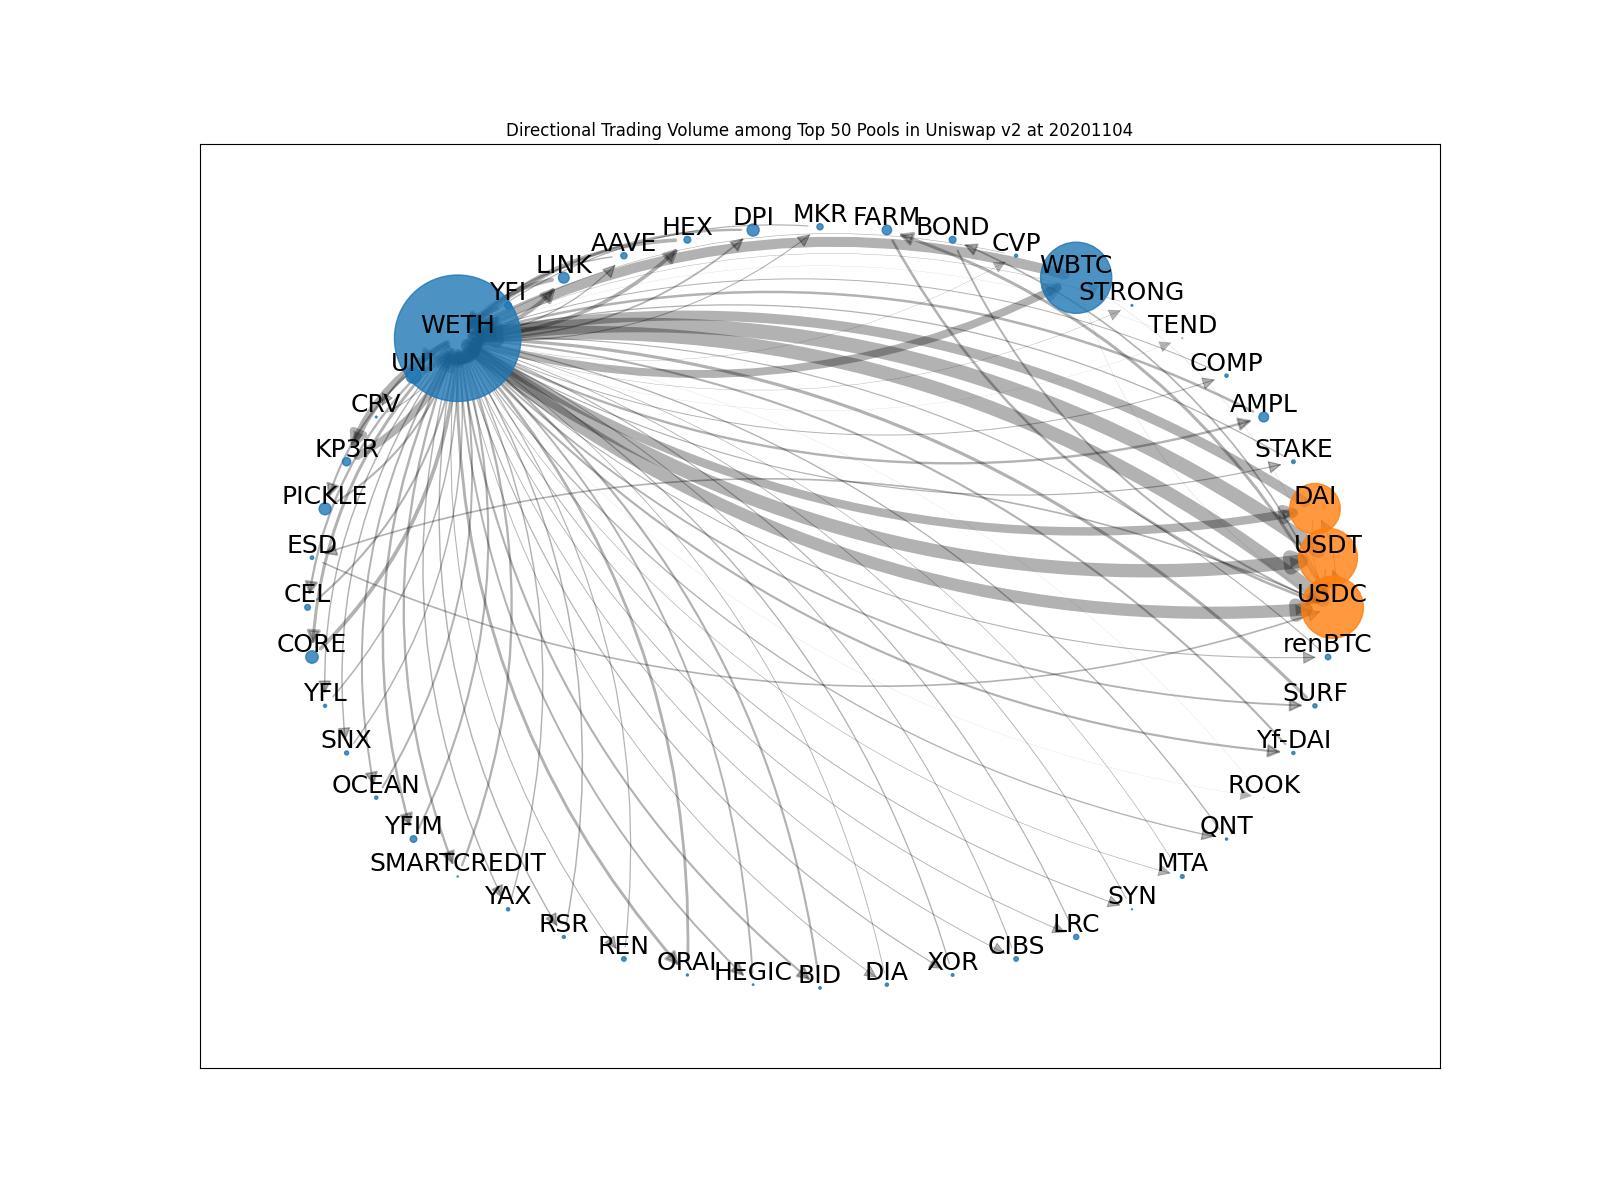 Directional Trading Volume among Top 50 Pools in Uniswap v2 at 20201104
MKR
DPI
FARM
HEX
BOND
AAVE
CVP
LINK
WBTC
YFI
STRONG
WETH
TEND
UNI
COMP
CRV
AMPL
KP3R
STAKE
PICKLE
DAI
ESD
USDT
CEL
USDC
CORE
renBTC
YFL
SURF
SNX
Yf-DAI
OCEAN
ROOK
YFIM
QNT
SMARTCREDIT
MTA
YAX
SYN
RSR
LRC
REN
CIBS
ORAI
XOR
HEGIC
DIA
BID